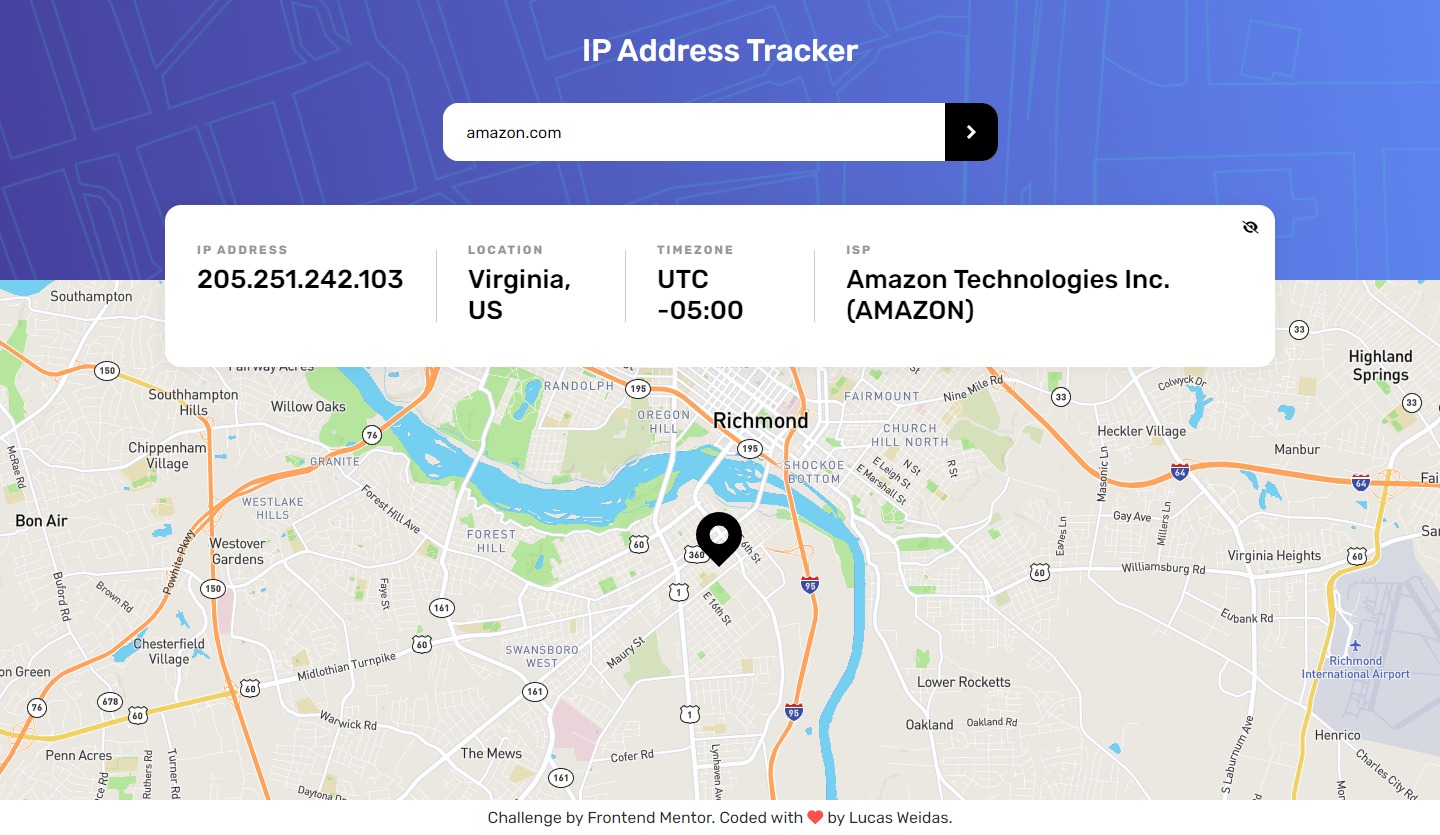 IP Address Tracker
amazon.com
IP ADDRESS
205.251.242.103
LOCATION
Virginia,
US
TIMEZONE
UTC
-05:00
ISP
Amazon Technologies Inc.
(AMAZON)
Southampton
33
Highland
Springs
150
Fairway Acres
RANDOLPH
195
Nine Mile Rd
Colwyck Dr
Southhampton
Hills
Willow Oaks
OREGON
HILL
Richmond
FAIRMOUNT
33
33
76
CHURCH
HILL NORTH
Heckler Village
McRae Rd
Chippenham
Village
GRANITE
195
SHOCKOE
BOTTOM
N St
E Leigh St
E Marshall St
R St
Masonic Ln
64
Manbur
64
WESTLAKE
HILLS
Forest Hill Ave
Bon Air
Gay Ave
Millers Ln
Eanes Ln
FOREST
HILL
60
360
Powhite Pkwy
Westover
Gardens
Virginia Heights
60
Williamsburg Rd
60
Buford Rd
Brown Rd
150
Faye St
161
1
E 16th St
95
Eubank Rd
Chesterfield
Village
60
SWANSBORO
WEST
Maury St
Midlothian Turnpike
Richmond
International Airport
on Green
60
161
Lower Rocketts
76
678
60
Warwick Rd
1
95
Oakland
Oakland Rd
S Laburnum Ave
Henrico
Penn Acres
Ruthers Rd
Turner Rd
The Mews
Cofer Rd
161
Charles City Rd
Challenge by Frontend Mentor. Coded with ❤ by Lucas Weidas.